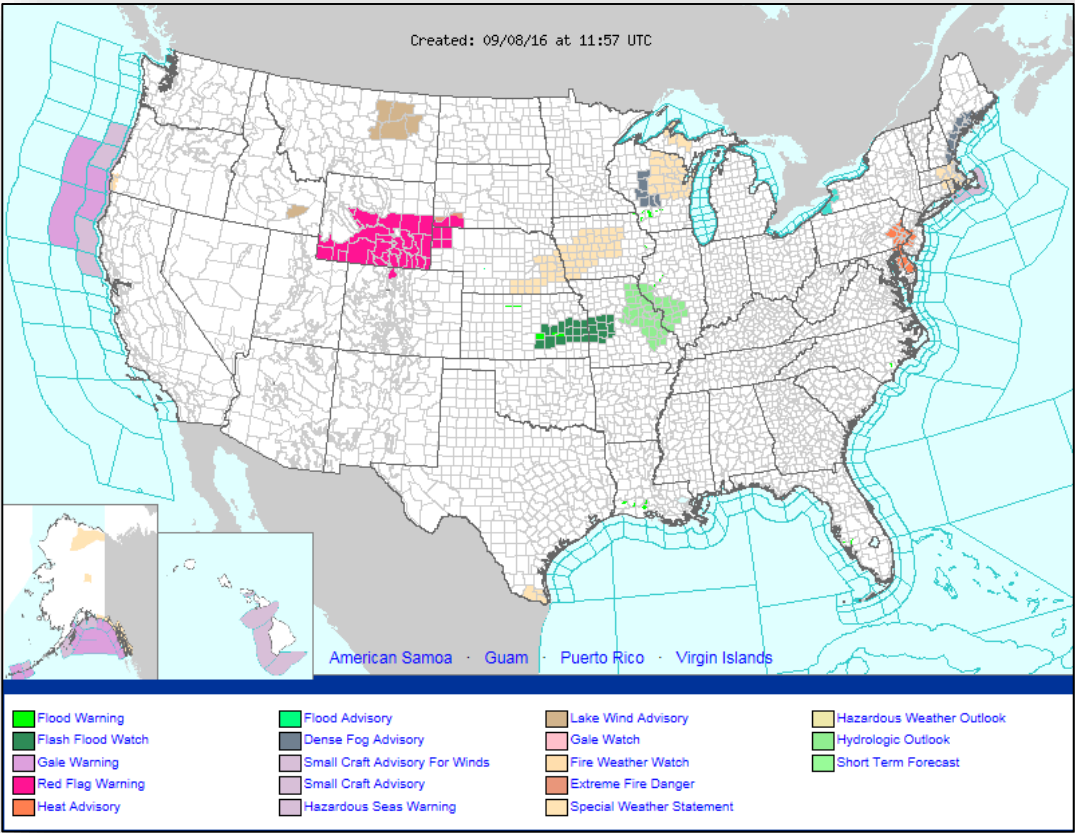 Created: 09/08/16 at 11:57 UTC
American Samoa · Guam · Puerto Rico · Virgin Islands
Flood Warning
Flash Flood Watch
Gale Warning
Red Flag Warning
Heat Advisory
Flood Advisory
Dense Fog Advisory
Small Craft Advisory For Winds
Small Craft Advisory
Hazardous Seas Warning
Lake Wind Advisory
Gale Watch
Fire Weather Watch
Extreme Fire Danger
Special Weather Statement
Hazardous Weather Outlook
Hydrologic Outlook
Short Term Forecast